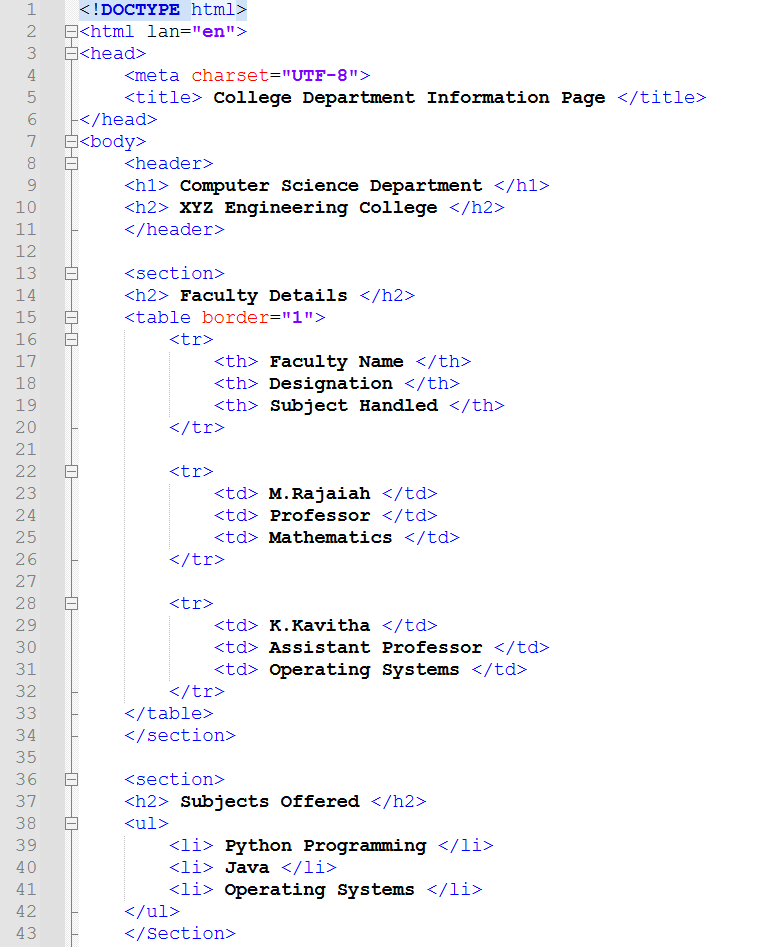 1 <!DOCTYPE html>
2 <html lan="en">
3 <head>
4 <meta charset="UTF-8">
5 <title> College Department Information Page </title>
6 </head>
7 <body>
8 <header>
9 <h1> Computer Science Department </h1>
10 <h2> XYZ Engineering College </h2>
11 </header>
12
13 <section>
14 <h2> Faculty Details </h2>
15 <table border="1">
16 <tr>
17 <th> Faculty Name </th>
18 <th> Designation </th>
19 <th> Subject Handled </th>
20 </tr>
21
22 <tr>
23 <td> M.Rajaiah </td>
24 <td> Professor </td>
25 <td> Mathematics </td>
26 </tr>
27
28 <tr>
29 <td> K.Kavitha </td>
30 <td> Assistant Professor </td>
31 <td> Operating Systems </td>
32 </tr>
33 </table>
34 </section>
35
36 <section>
37 <h2> Subjects Offered </h2>
38 <ul>
39 <li> Python Programming </li>
40 <li> Java </li>
41 <li> Operating Systems </li>
42 </ul>
43 </Section>